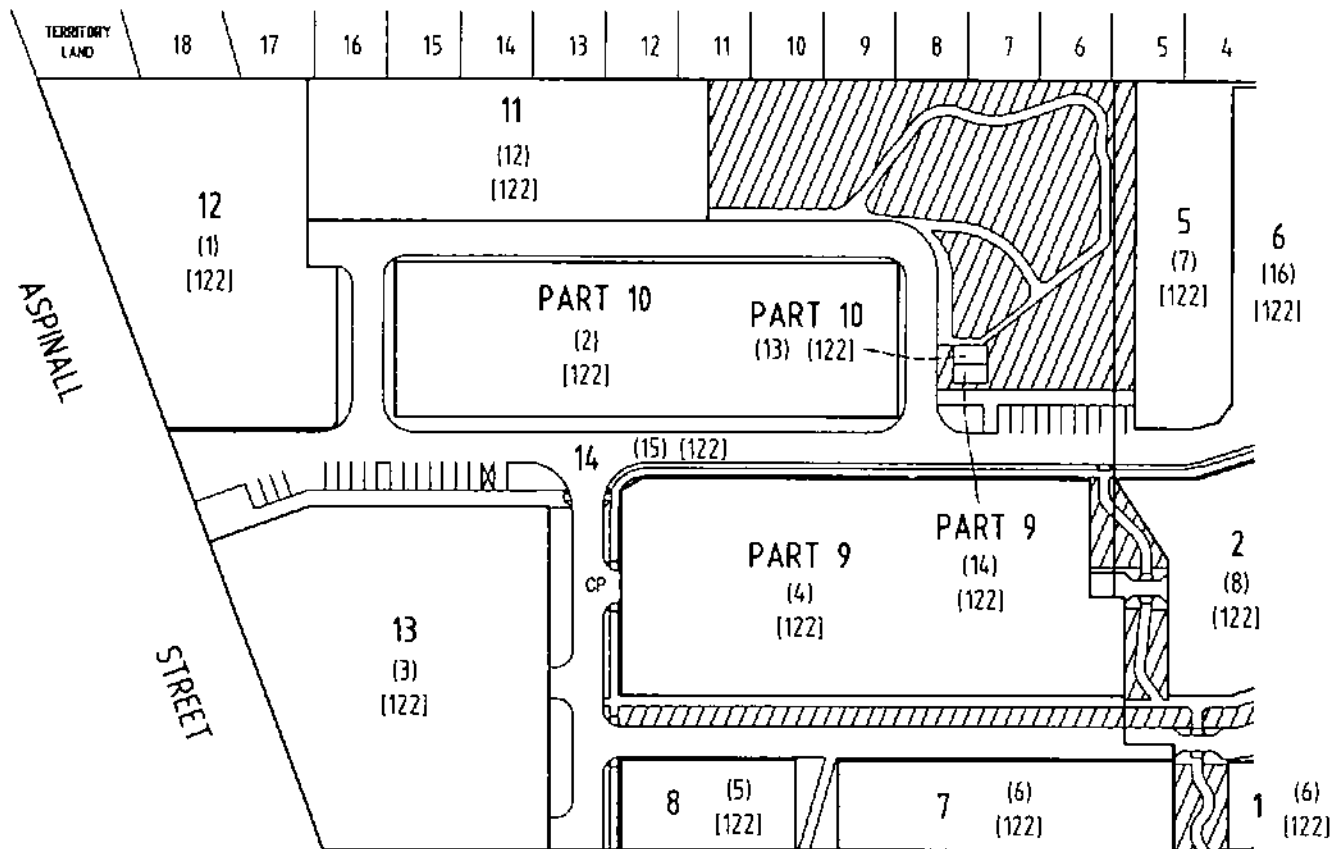 TERRITORY
LAND
18 17 16 15 14 13 12 11 10 9 8 7 6 5 4
11
(12)
[122]
12
(1)
[122]
5
(7)
[122]
6
(16)
[122]
PART 10
(2)
[122]
PART 10
(13) (122]
ASPINALL
STREET
14 (15) (122]
PART 9
(4)
[122]
PART 9
(14)
(122]
2
(8)
(122]
CP
13
(3)
[122]
8 (5)
[122]
7 (6)
(122]
1 (6)
(122]